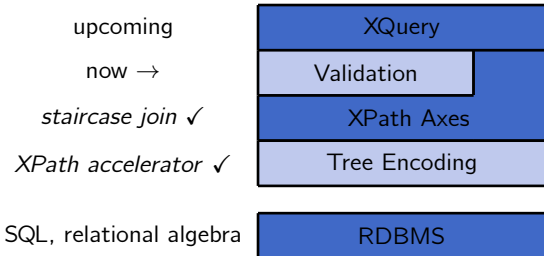 upcoming XQuery
now → Validation
staircase join ✓ XPath Axes
XPath accelerator ✓ Tree Encoding
SQL, relational algebra RDBMS